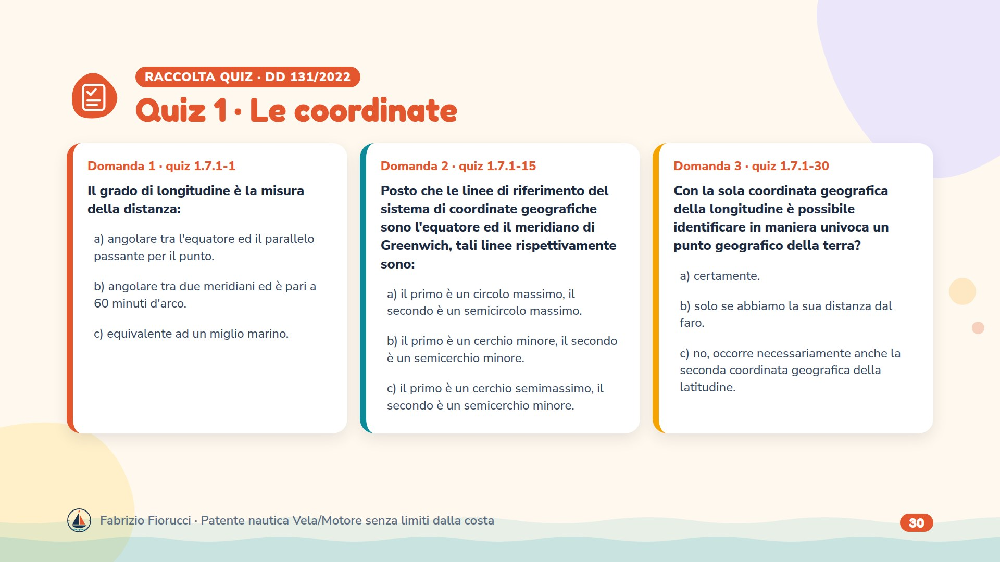 RACCOLTA QUIZ · DD 131/2022
Quiz 1 · Le coordinate
Domanda 1 · quiz 1.7.1-1
Il grado di longitudine è la misura
della distanza:
a) angolare tra l'equatore ed il parallelo
passante per il punto.
b) angolare tra due meridiani ed è pari a
60 minuti d'arco.
c) equivalente ad un miglio marino.
Domanda 2 · quiz 1.7.1-15
Posto che le linee di riferimento del
sistema di coordinate geografiche
sono l'equatore ed il meridiano di
Greenwich, tali linee rispettivamente
sono:
a) il primo è un circolo massimo, il
secondo è un semicircolo massimo.
b) il primo è un cerchio minore, il secondo
è un semicerchio minore.
c) il primo è un cerchio semimassimo, il
secondo è un semicerchio minore.
Domanda 3 · quiz 1.7.1-30
Con la sola coordinata geografica
della longitudine è possibile
identificare in maniera univoca un
punto geografico della terra?
a) certamente.
b) solo se abbiamo la sua distanza dal
faro.
c) no, occorre necessariamente anche la
seconda coordinata geografica della
latitudine.
Fabrizio Fiorucci · Patente nautica Vela/Motore senza limiti dalla costa
30